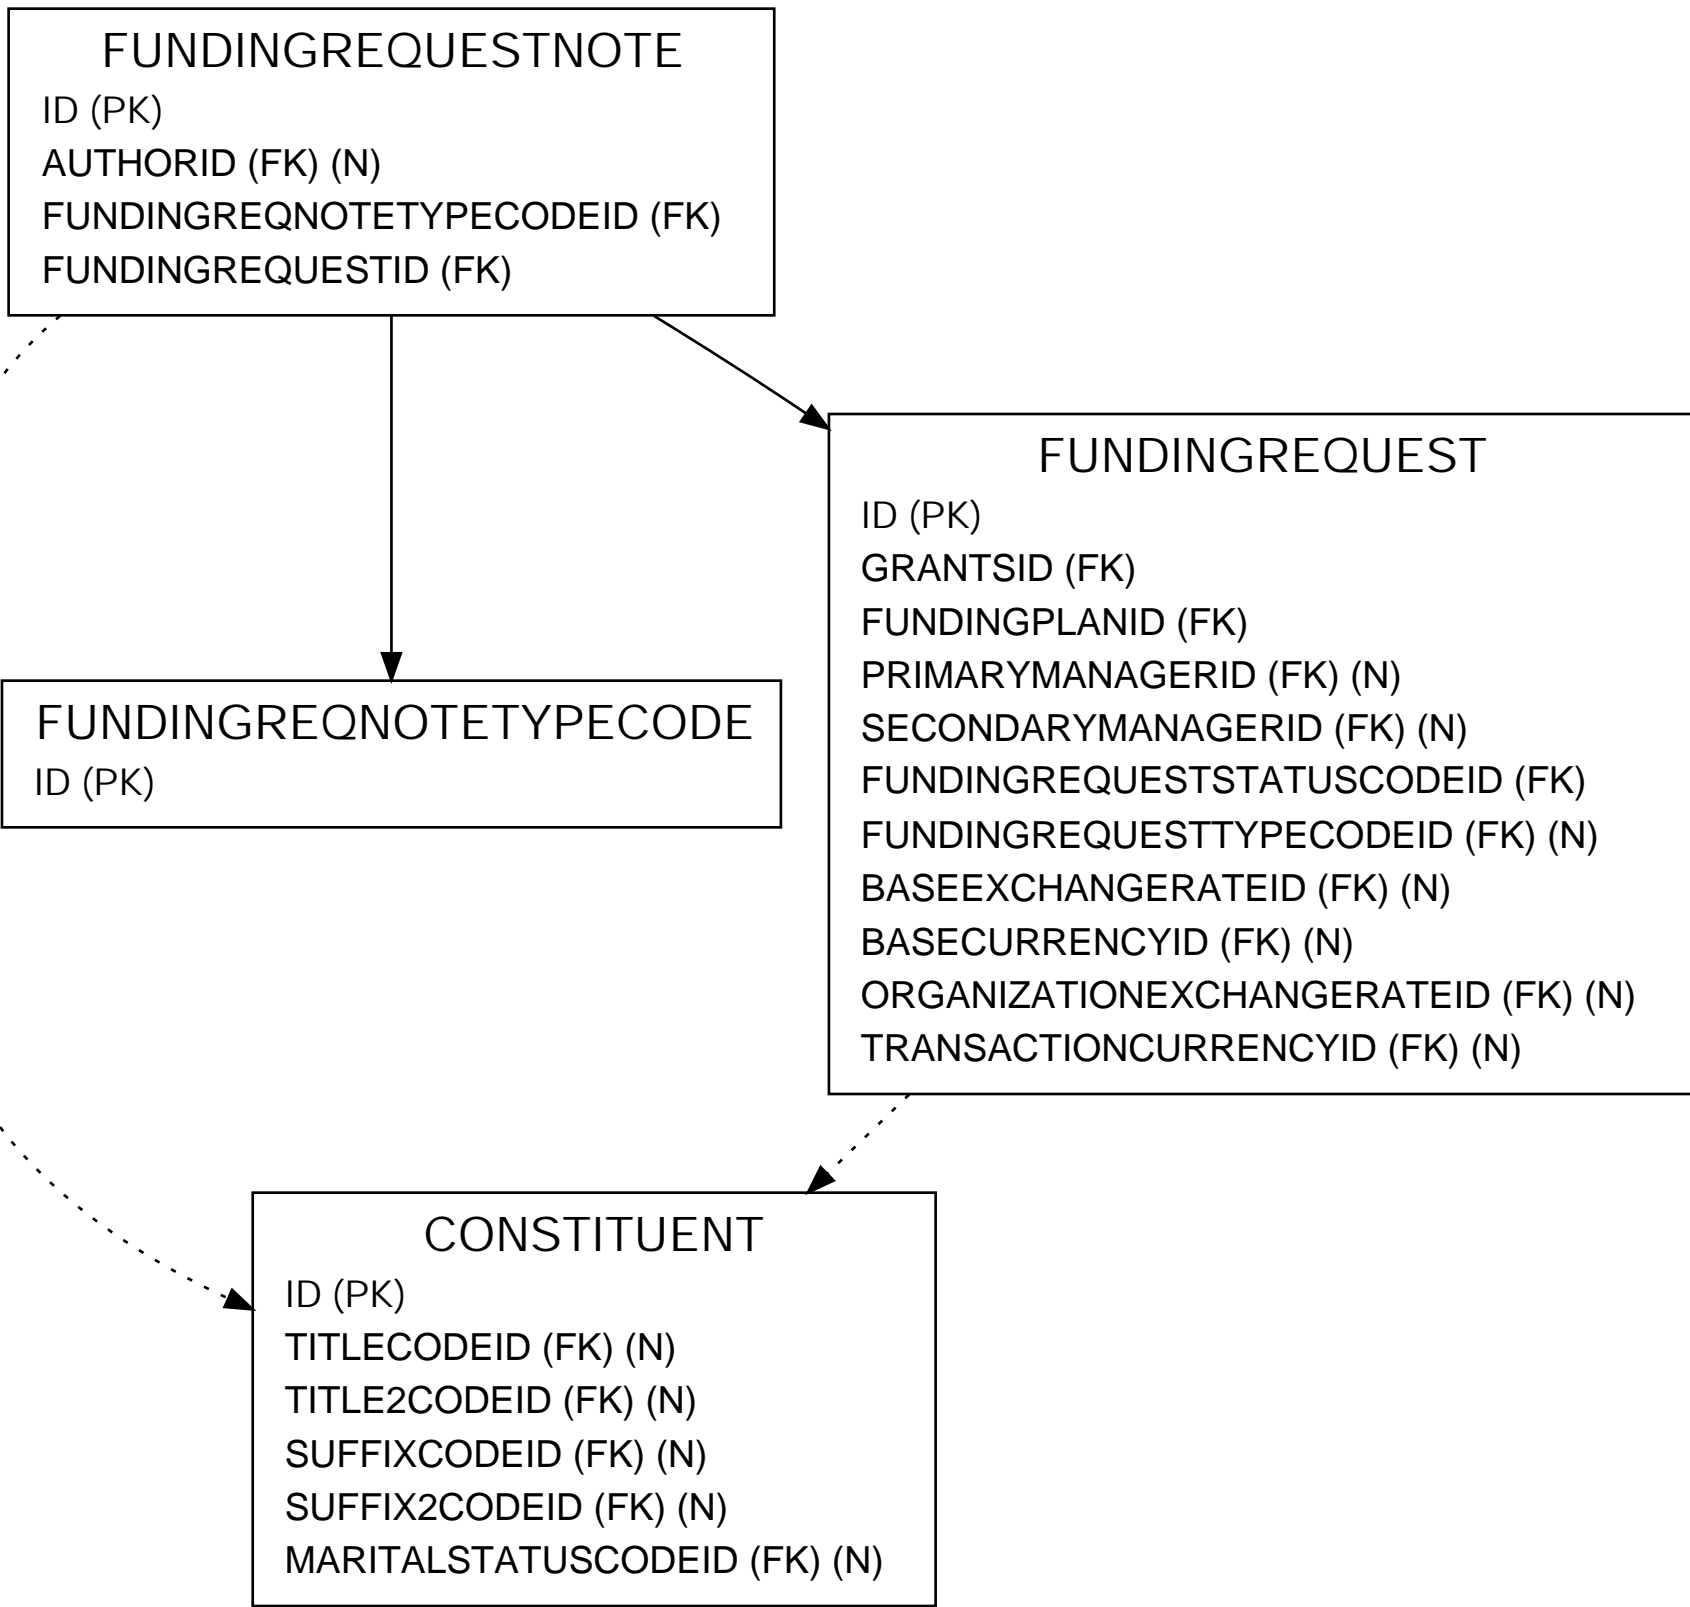 FUNDINGREQUESTNOTE
ID (PK)
AUTHORID (FK) (N)
FUNDINGREQNOTETYPECODEID (FK)
FUNDINGREQUESTID (FK)
FUNDINGREQUEST
ID (PK)
GRANTSID (FK)
FUNDINGPLANID (FK)
PRIMARYMANAGERID (FK) (N)
SECONDARYMANAGERID (FK) (N)
FUNDINGREQUESTSTATUSCODEID (FK)
FUNDINGREQUESTTYPECODEID (FK) (N)
BASEEXCHANGERATEID (FK) (N)
BASECURRENCYID (FK) (N)
ORGANIZATIONEXCHANGERATEID (FK) (N)
TRANSACTIONCURRENCYID (FK) (N)
FUNDINGREQNOTETYPECODE
ID (PK)
CONSTITUENT
ID (PK)
TITLECODEID (FK) (N)
TITLE2CODEID (FK) (N)
SUFFIXCODEID (FK) (N)
SUFFIX2CODEID (FK) (N)
MARITALSTATUSCODEID (FK) (N)